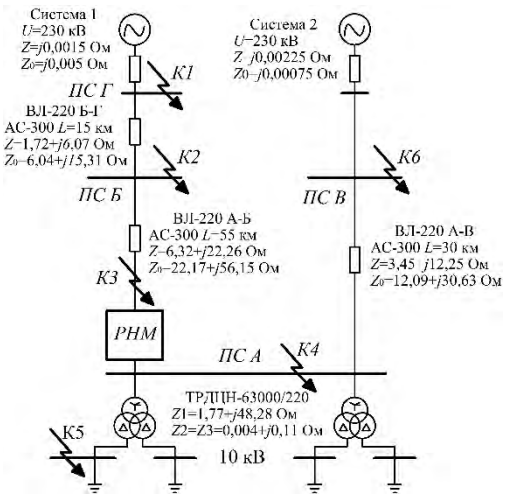 Система 1
U=230 кВ
Z=j0,0015 Ом
Z₀=j0,005 Ом
Система 2
U=230 кВ
Z=j0,00225 Ом
Z₀=j0,00075 Ом
К1
ПС Г
ВЛ-220 Б-Г
АС-300 L=15 км
Z=1,72+j6,07 Ом
Z₀=6,04+j15,31 Ом
К2
К6
ПС Б
ПС В
ВЛ-220 А-Б
АС-300 L=55 км
Z=6,32+j22,26 Ом
Z₀=22,17+j56,15 Ом
ВЛ-220 А-В
АС-300 L=30 км
Z=3,45+j12,25 Ом
Z₀=12,09+j30,63 Ом
К3
РНМ
К4
ПС А
ТРДЦН-63000/220
Z1=1,77+j48,28 Ом
Z2=Z3=0,004+j0,11 Ом
К5
10 кВ